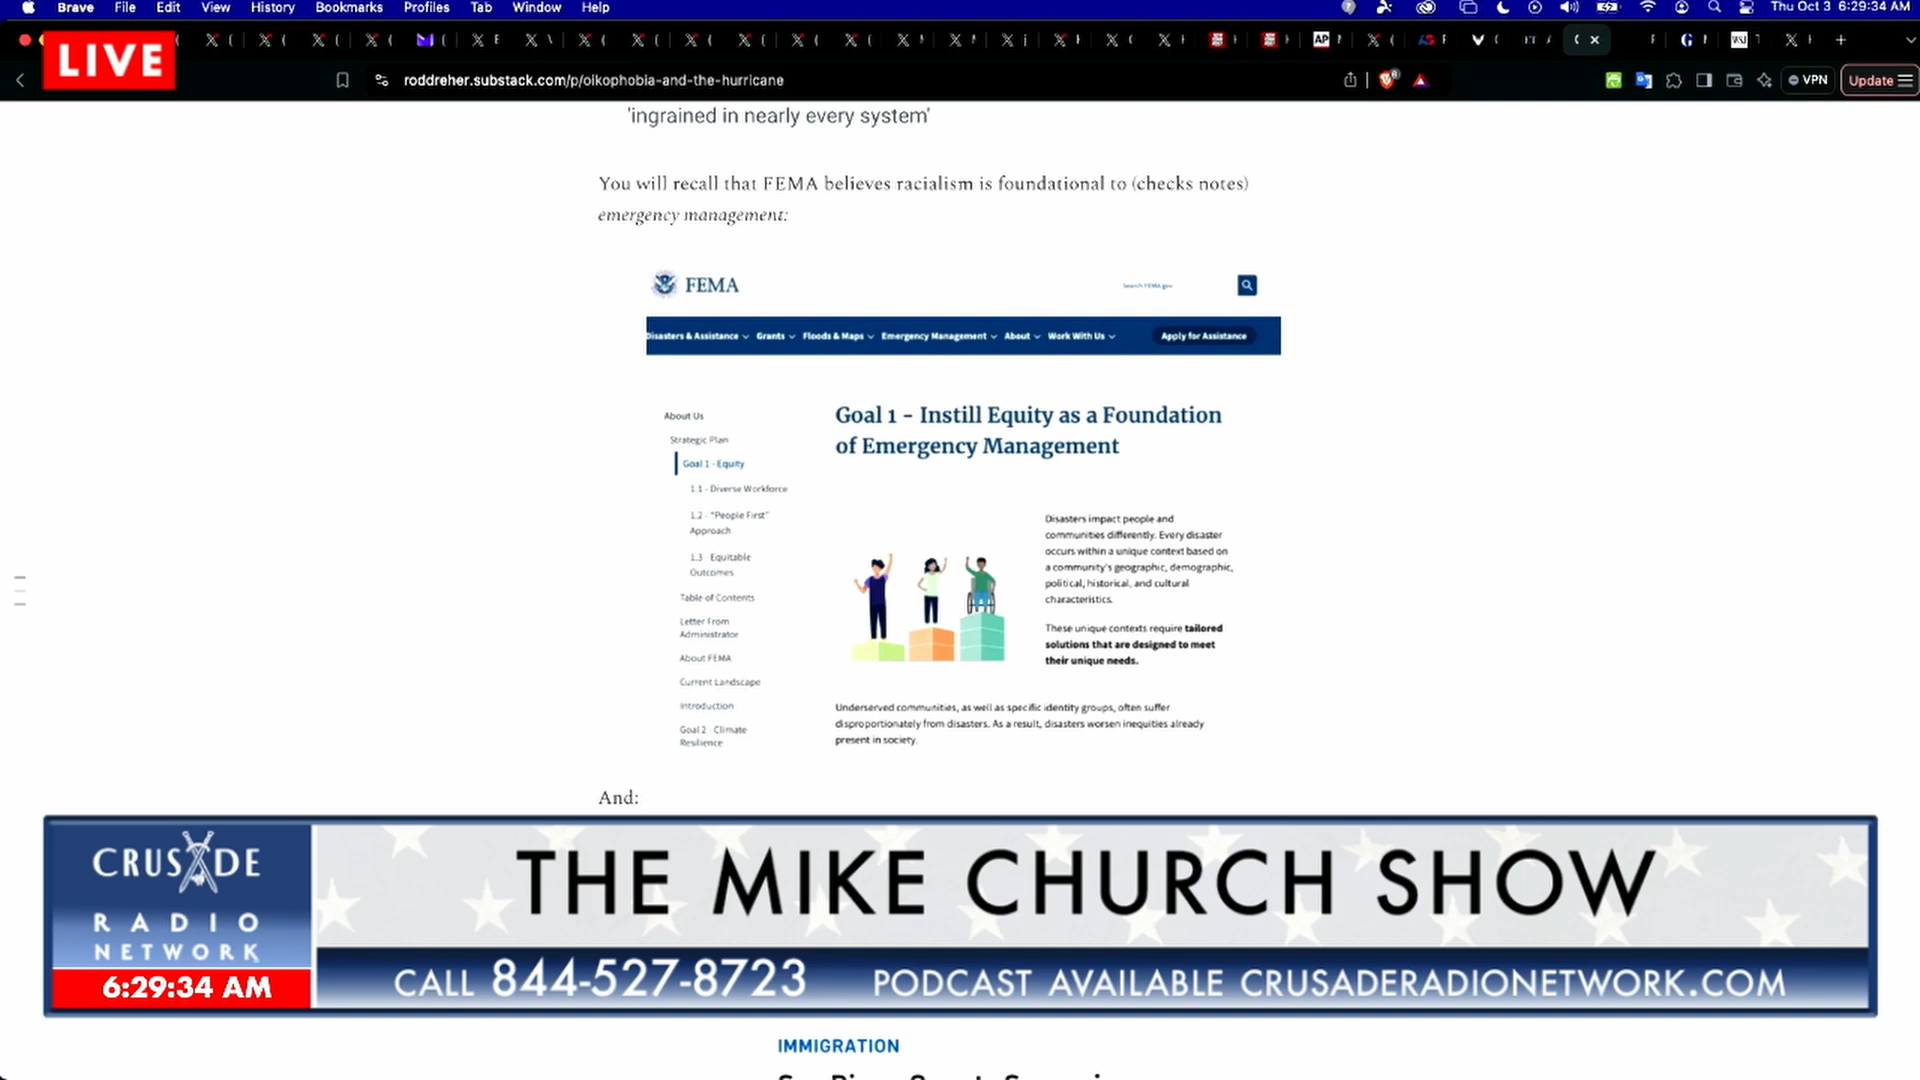 Brave File Edit View History Bookmarks Profiles Tab Window Help Thu Oct 3 6:29:34 AM
LIVE
roddreher.substack.com/p/oikophobia-and-the-hurricane
VPN
Update
'ingrained in nearly every system'
You will recall that FEMA believes racialism is foundational to (checks notes)
emergency management:
FEMA
Search FEMA.gov
Disasters & Assistance Grants Floods & Maps Emergency Management About Work With Us Apply for Assistance
About Us
Strategic Plan
Goal 1 - Equity
1.1 - Diverse Workforce
1.2 - "People First"
Approach
1.3 - Equitable
Outcomes
Table of Contents
Letter From
Administrator
About FEMA
Current Landscape
Introduction
Goal 2 - Climate
Resilience
Goal 1 - Instill Equity as a Foundation
of Emergency Management
Disasters impact people and
communities differently. Every disaster
occurs within a unique context based on
a community's geographic, demographic,
political, historical, and cultural
characteristics.
These unique contexts require tailored
solutions that are designed to meet
their unique needs.
Underserved communities, as well as specific identity groups, often suffer
disproportionately from disasters. As a result, disasters worsen inequities already
present in society.
And:
CRUSADE
RADIO
NETWORK
6:29:34 AM
THE MIKE CHURCH SHOW
CALL 844-527-8723 PODCAST AVAILABLE CRUSADERADIONETWORK.COM
IMMIGRATION